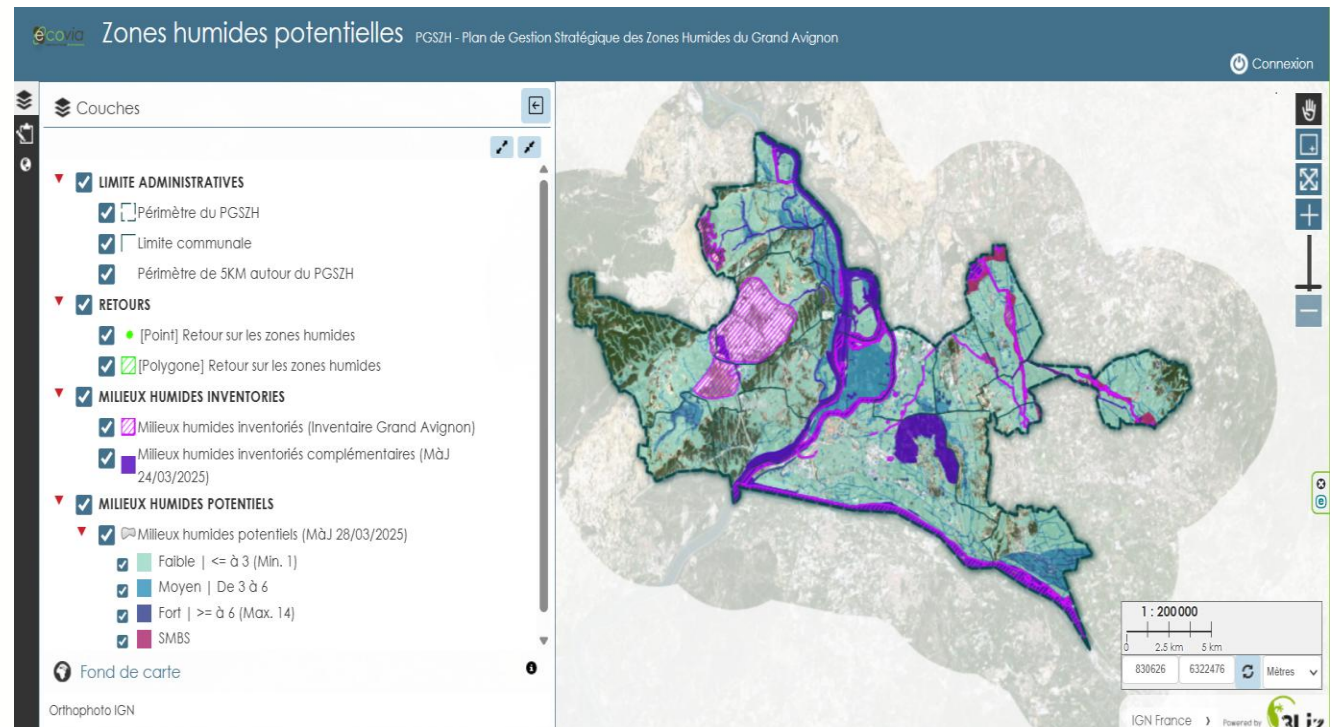 écovia
Zones humides potentielles PGSZH - Plan de Gestion Stratégique des Zones Humides du Grand Avignon
Connexion
Couches
LIMITE ADMINISTRATIVES
Périmètre du PGSZH
Limite communale
Périmètre de 5KM autour du PGSZH
RETOURS
[Point] Retour sur les zones humides
[Polygone] Retour sur les zones humides
MILIEUX HUMIDES INVENTORIES
Milieux humides inventoriés (Inventaire Grand Avignon)
Milieux humides inventoriés complémentaires (MàJ
24/03/2025)
MILIEUX HUMIDES POTENTIELS
Milieux humides potentiels (MàJ 28/03/2025)
Faible | <= à 3 (Min. 1)
Moyen | De 3 à 6
Fort | >= à 6 (Max. 14)
SMBS
Fond de carte
Orthophoto IGN
1 : 200 000
0 2.5 km 5 km
830626 6322476 Mètres
IGN France Powered by 3Liz